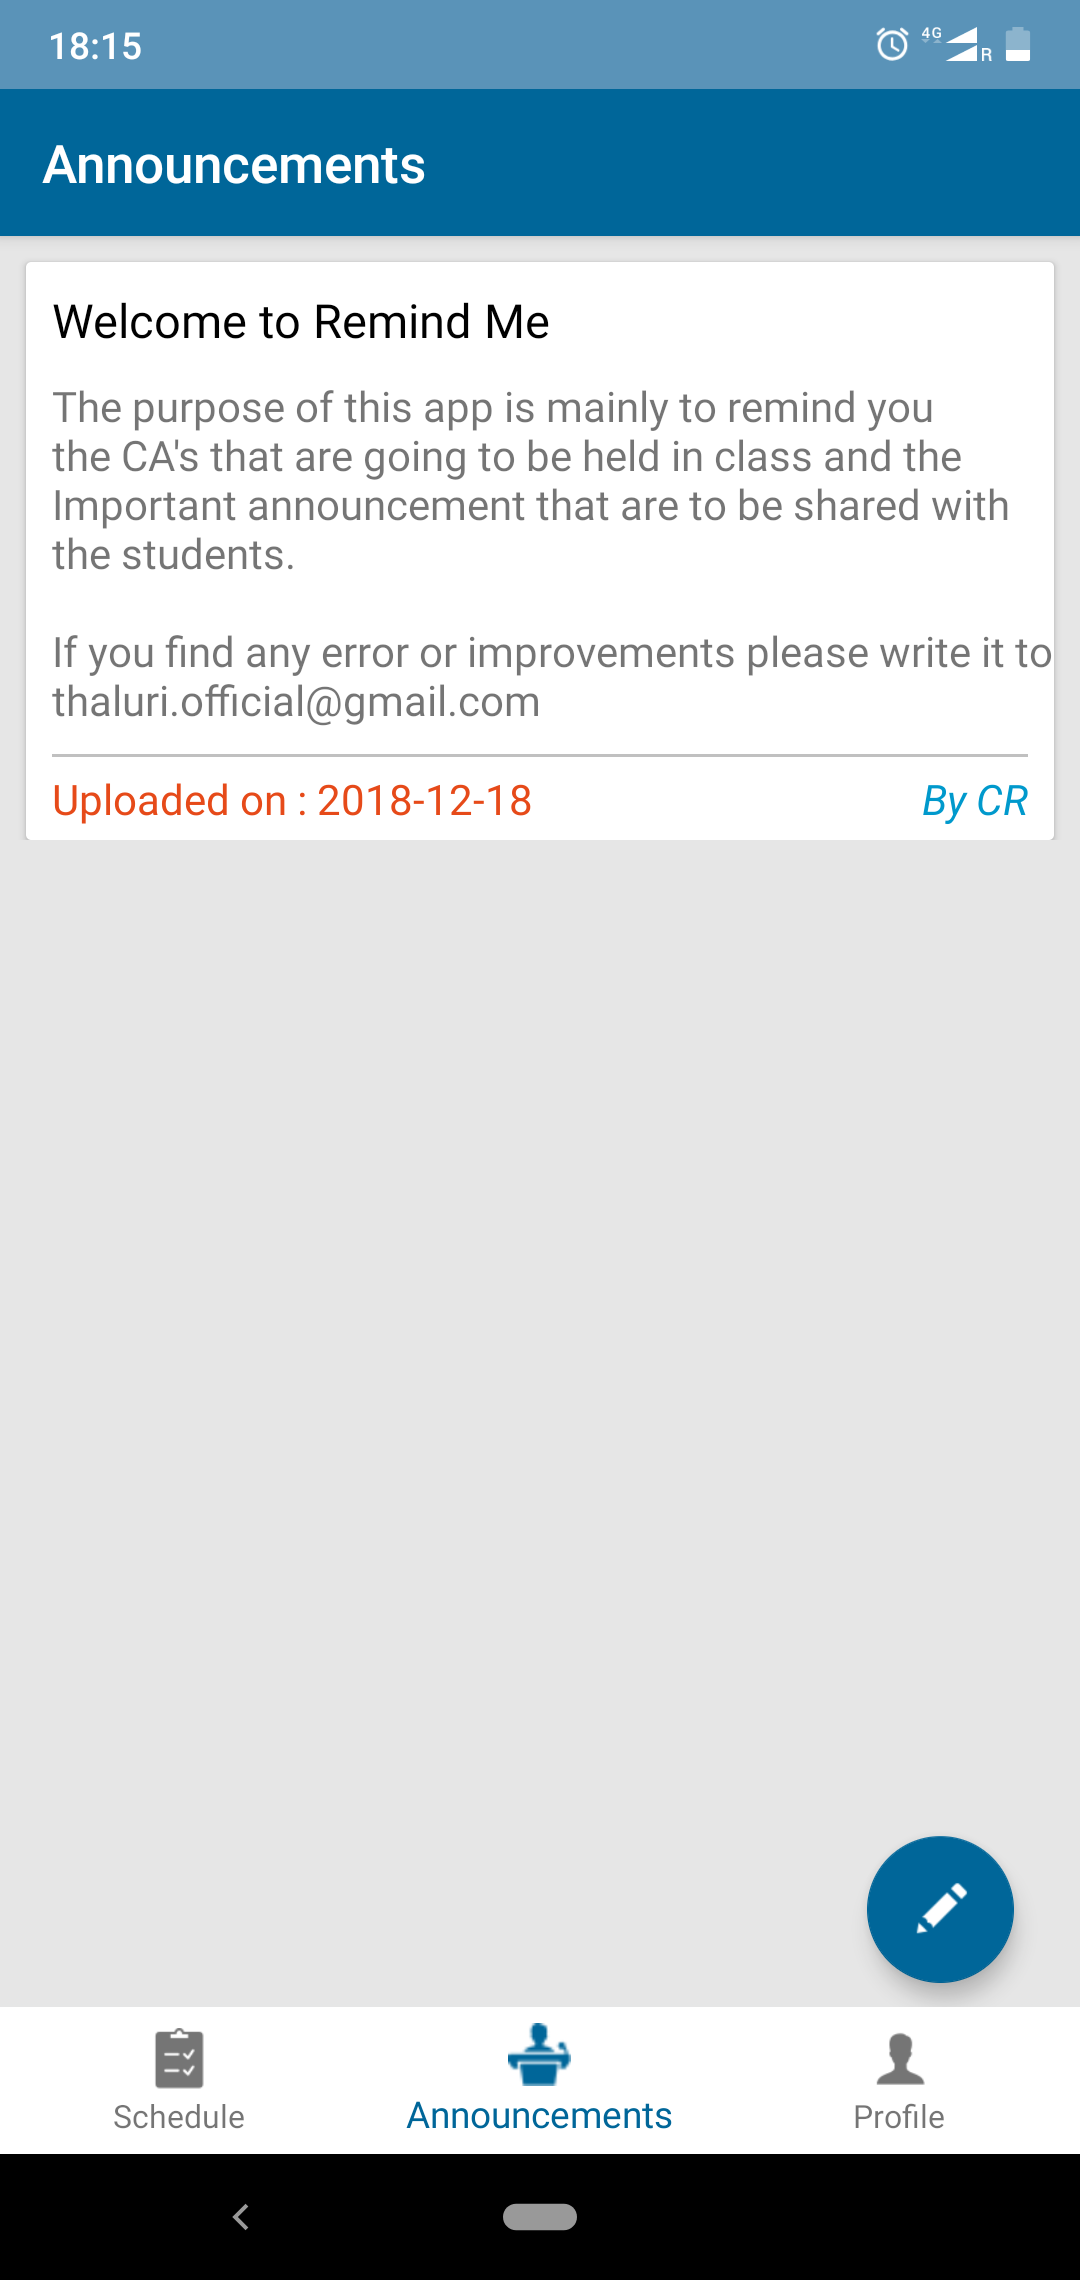 18:15
4G
R
Announcements
Welcome to Remind Me
The purpose of this app is mainly to remind you
the CA's that are going to be held in class and the
Important announcement that are to be shared with
the students.
If you find any error or improvements please write it to
thaluri.official@gmail.com
Uploaded on : 2018-12-18
By CR
Schedule
Announcements
Profile